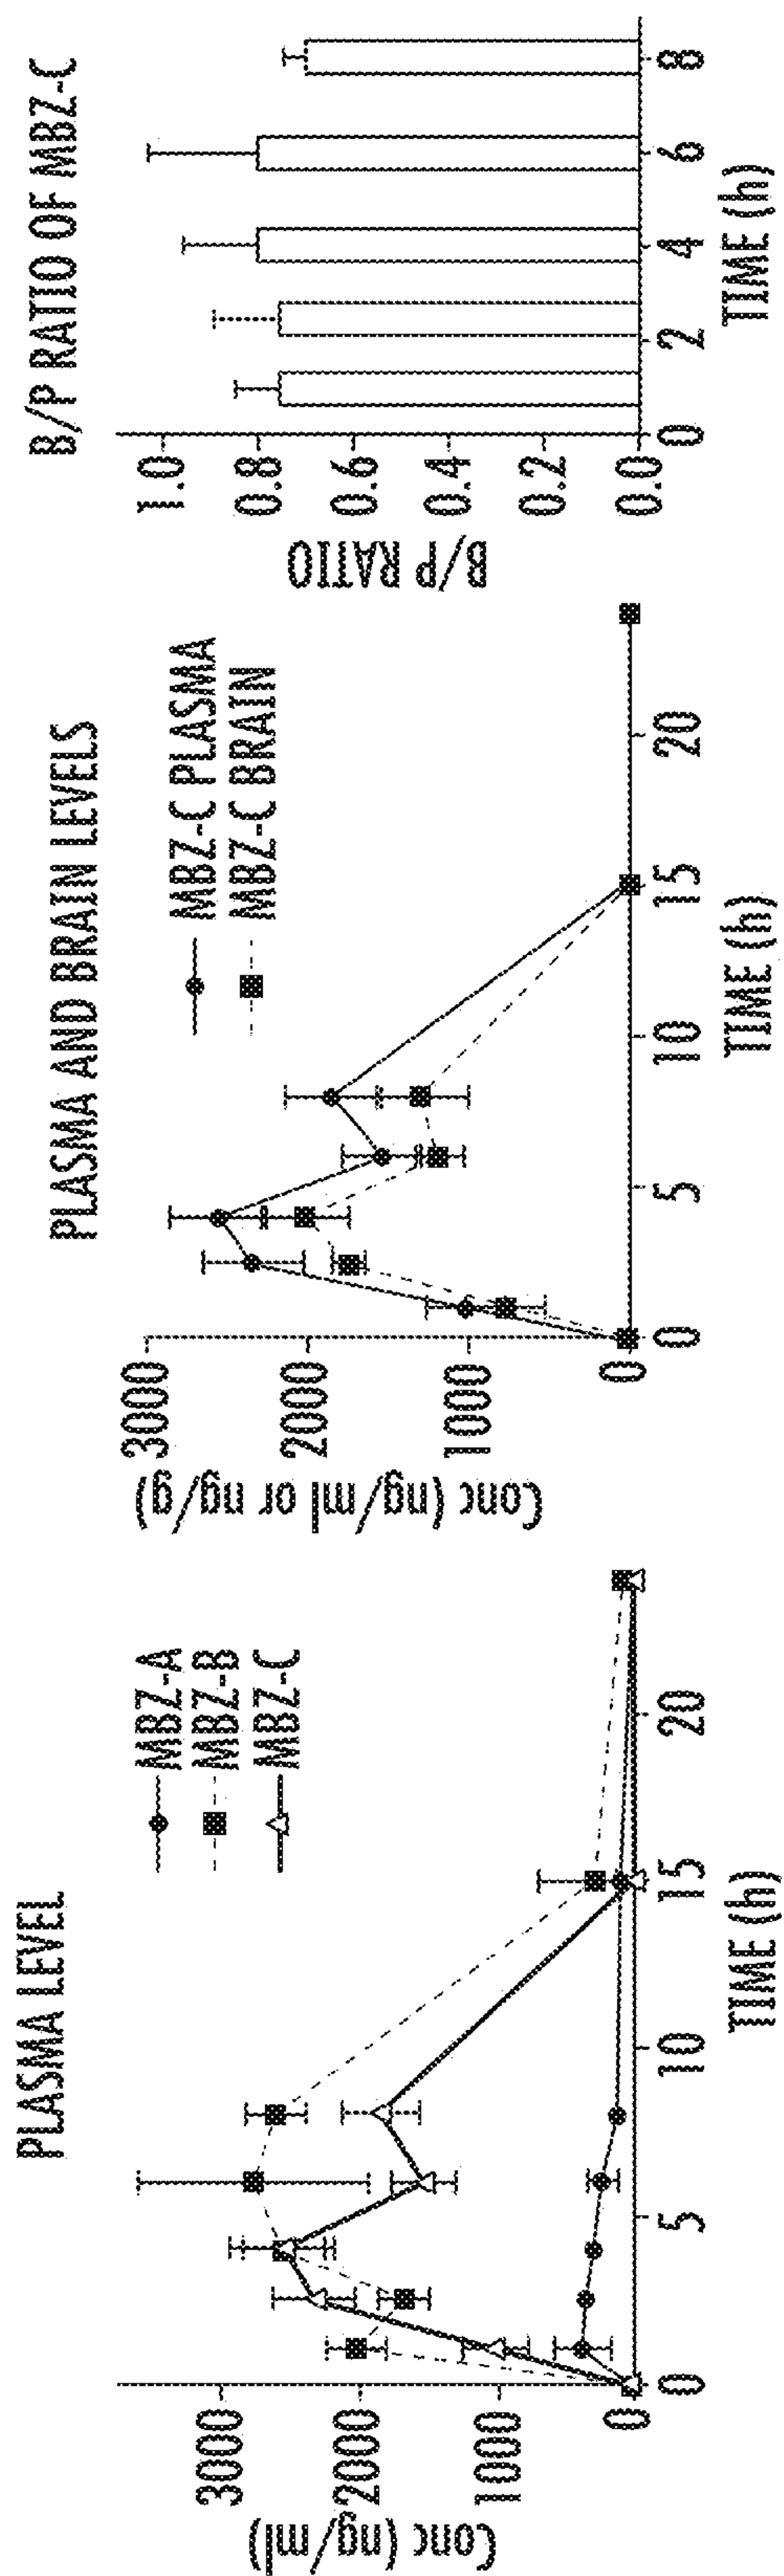 PLASMA LEVEL
MBZ-A
MBZ-B
MBZ-C
Conc (ng/ml)
3000
2000
1000
0
0
5
10
15
20
TIME (h)
PLASMA AND BRAIN LEVELS
MBZ-C PLASMA
MBZ-C BRAIN
Conc (ng/ml or ng/g)
3000
2000
1000
0
0
5
10
15
20
TIME (h)
B/P RATIO OF MBZ-C
B/P RATIO
1.0
0.8
0.6
0.4
0.2
0.0
0
2
4
6
8
TIME (h)